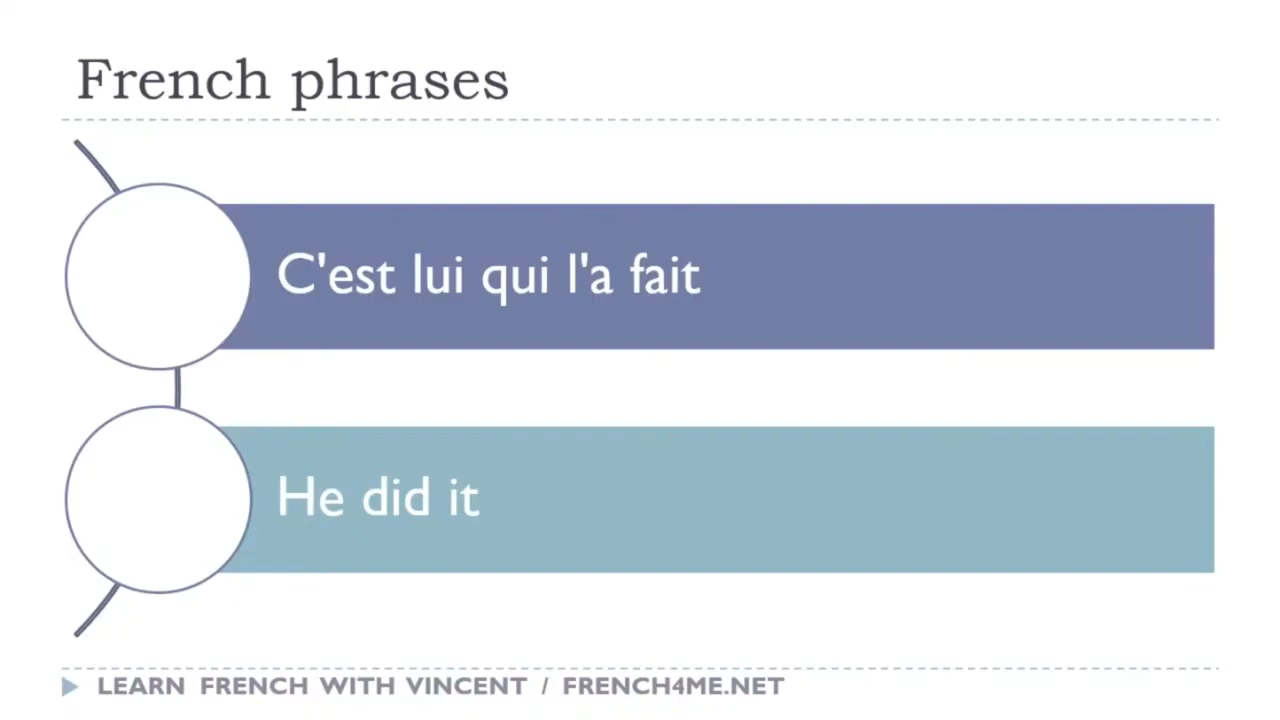 French phrases
C'est lui qui l'a fait
He did it
LEARN FRENCH WITH VINCENT / FRENCH4ME.NET